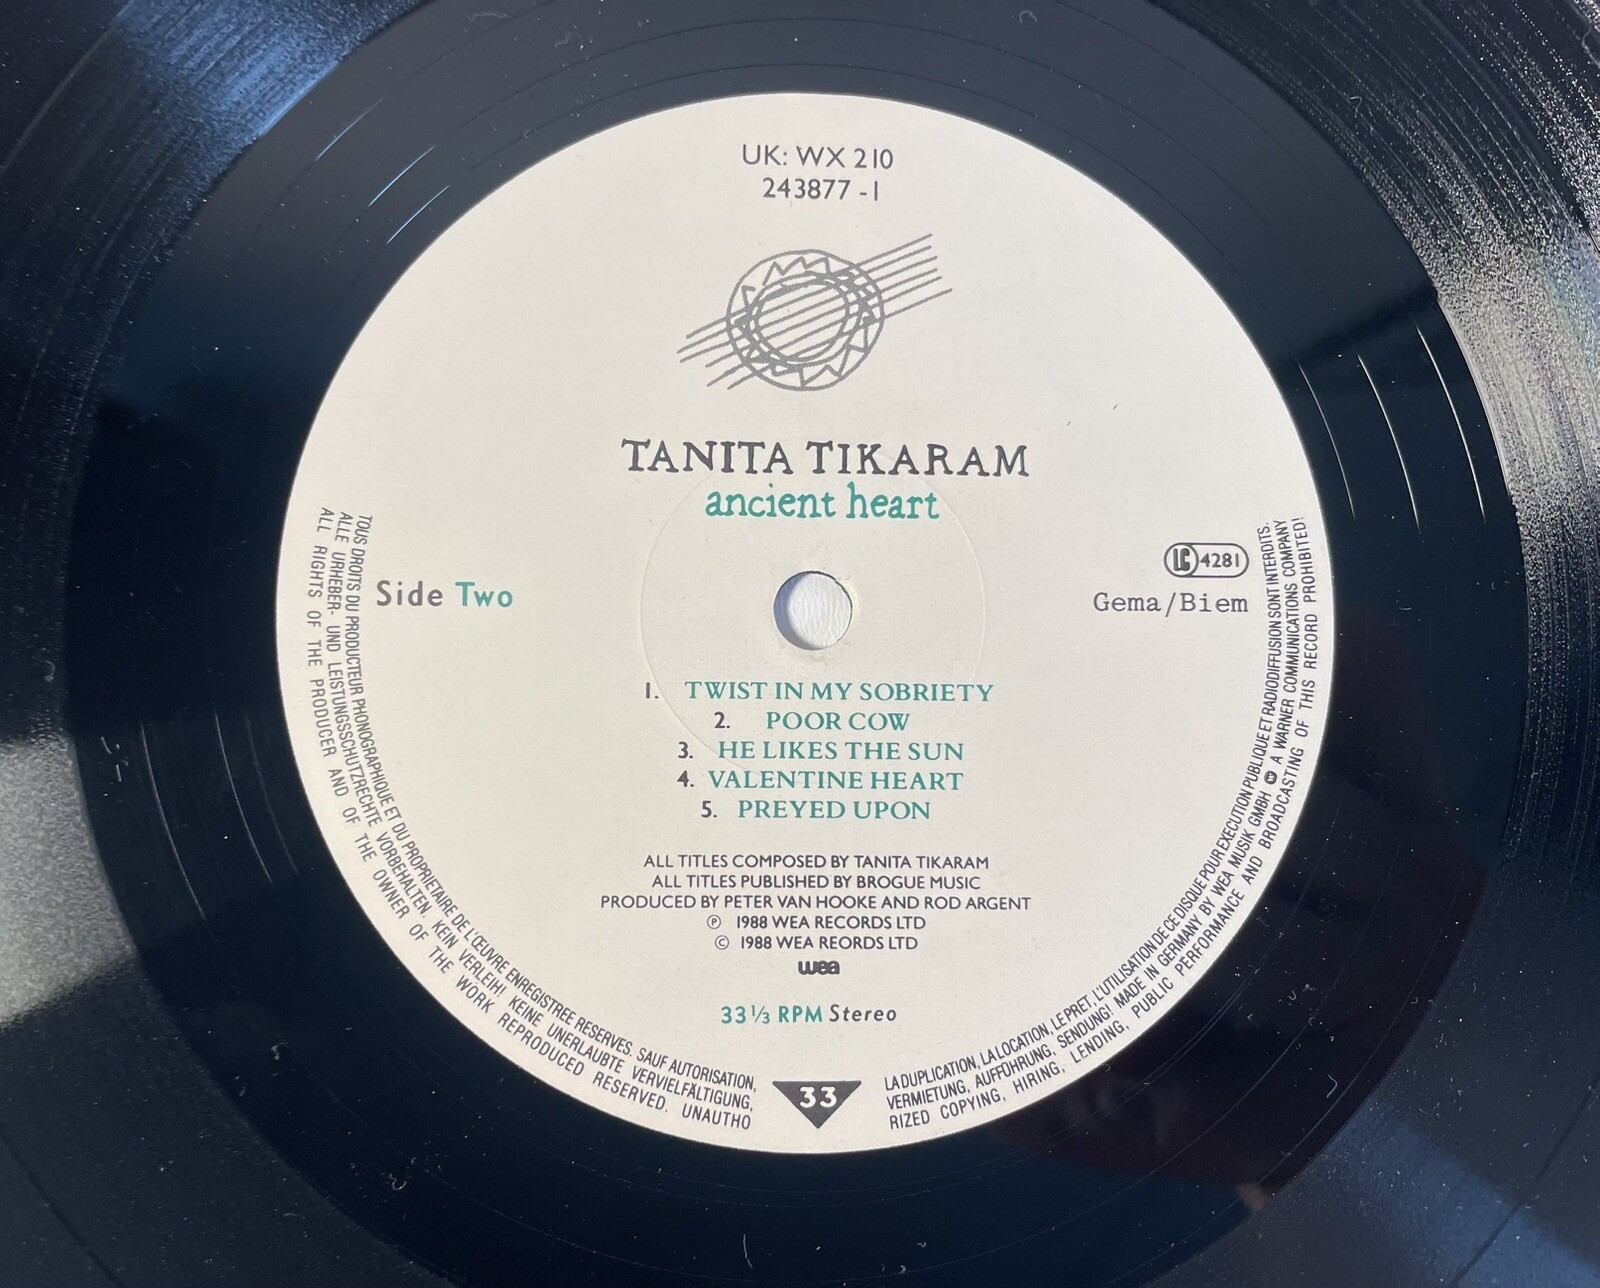 UK: WX 210
243877 -1
TANITA TIKARAM
ancient heart
Side Two
LC 4281
Gema/Biem
1. TWIST IN MY SOBRIETY
2. POOR COW
3. HE LIKES THE SUN
4. VALENTINE HEART
5. PREYED UPON
ALL TITLES COMPOSED BY TANITA TIKARAM
ALL TITLES PUBLISHED BY BROGUE MUSIC
PRODUCED BY PETER VAN HOOKE AND ROD ARGENT
Ⓟ 1988 WEA RECORDS LTD
© 1988 WEA RECORDS LTD
wea
33 1/3 RPM Stereo
33
TOUS DROITS DU PRODUCTEUR PHONOGRAPHIQUE ET DU PROPRIETAIRE DE L'ŒUVRE ENREGISTREE RESERVES. SAUF AUTORISATION, LA DUPLICATION, LA LOCATION, LE PRET, L'UTILISATION DE CE DISQUE POUR EXECUTION PUBLIQUE ET RADIODIFFUSION SONT INTERDITS.
ALLE URHEBER- UND LEISTUNGSSCHUTZRECHTE VORBEHALTEN. KEIN VERLEIH! KEINE UNERLAUBTE VERVIELFÄLTIGUNG, VERMIETUNG, AUFFÜHRUNG, SENDUNG! MADE IN GERMANY BY WEA MUSIK GMBH A WARNER COMMUNICATIONS COMPANY
ALL RIGHTS OF THE PRODUCER AND OF THE OWNER OF THE WORK REPRODUCED RESERVED. UNAUTHORIZED COPYING, HIRING, LENDING, PUBLIC PERFORMANCE AND BROADCASTING OF THIS RECORD PROHIBITED!